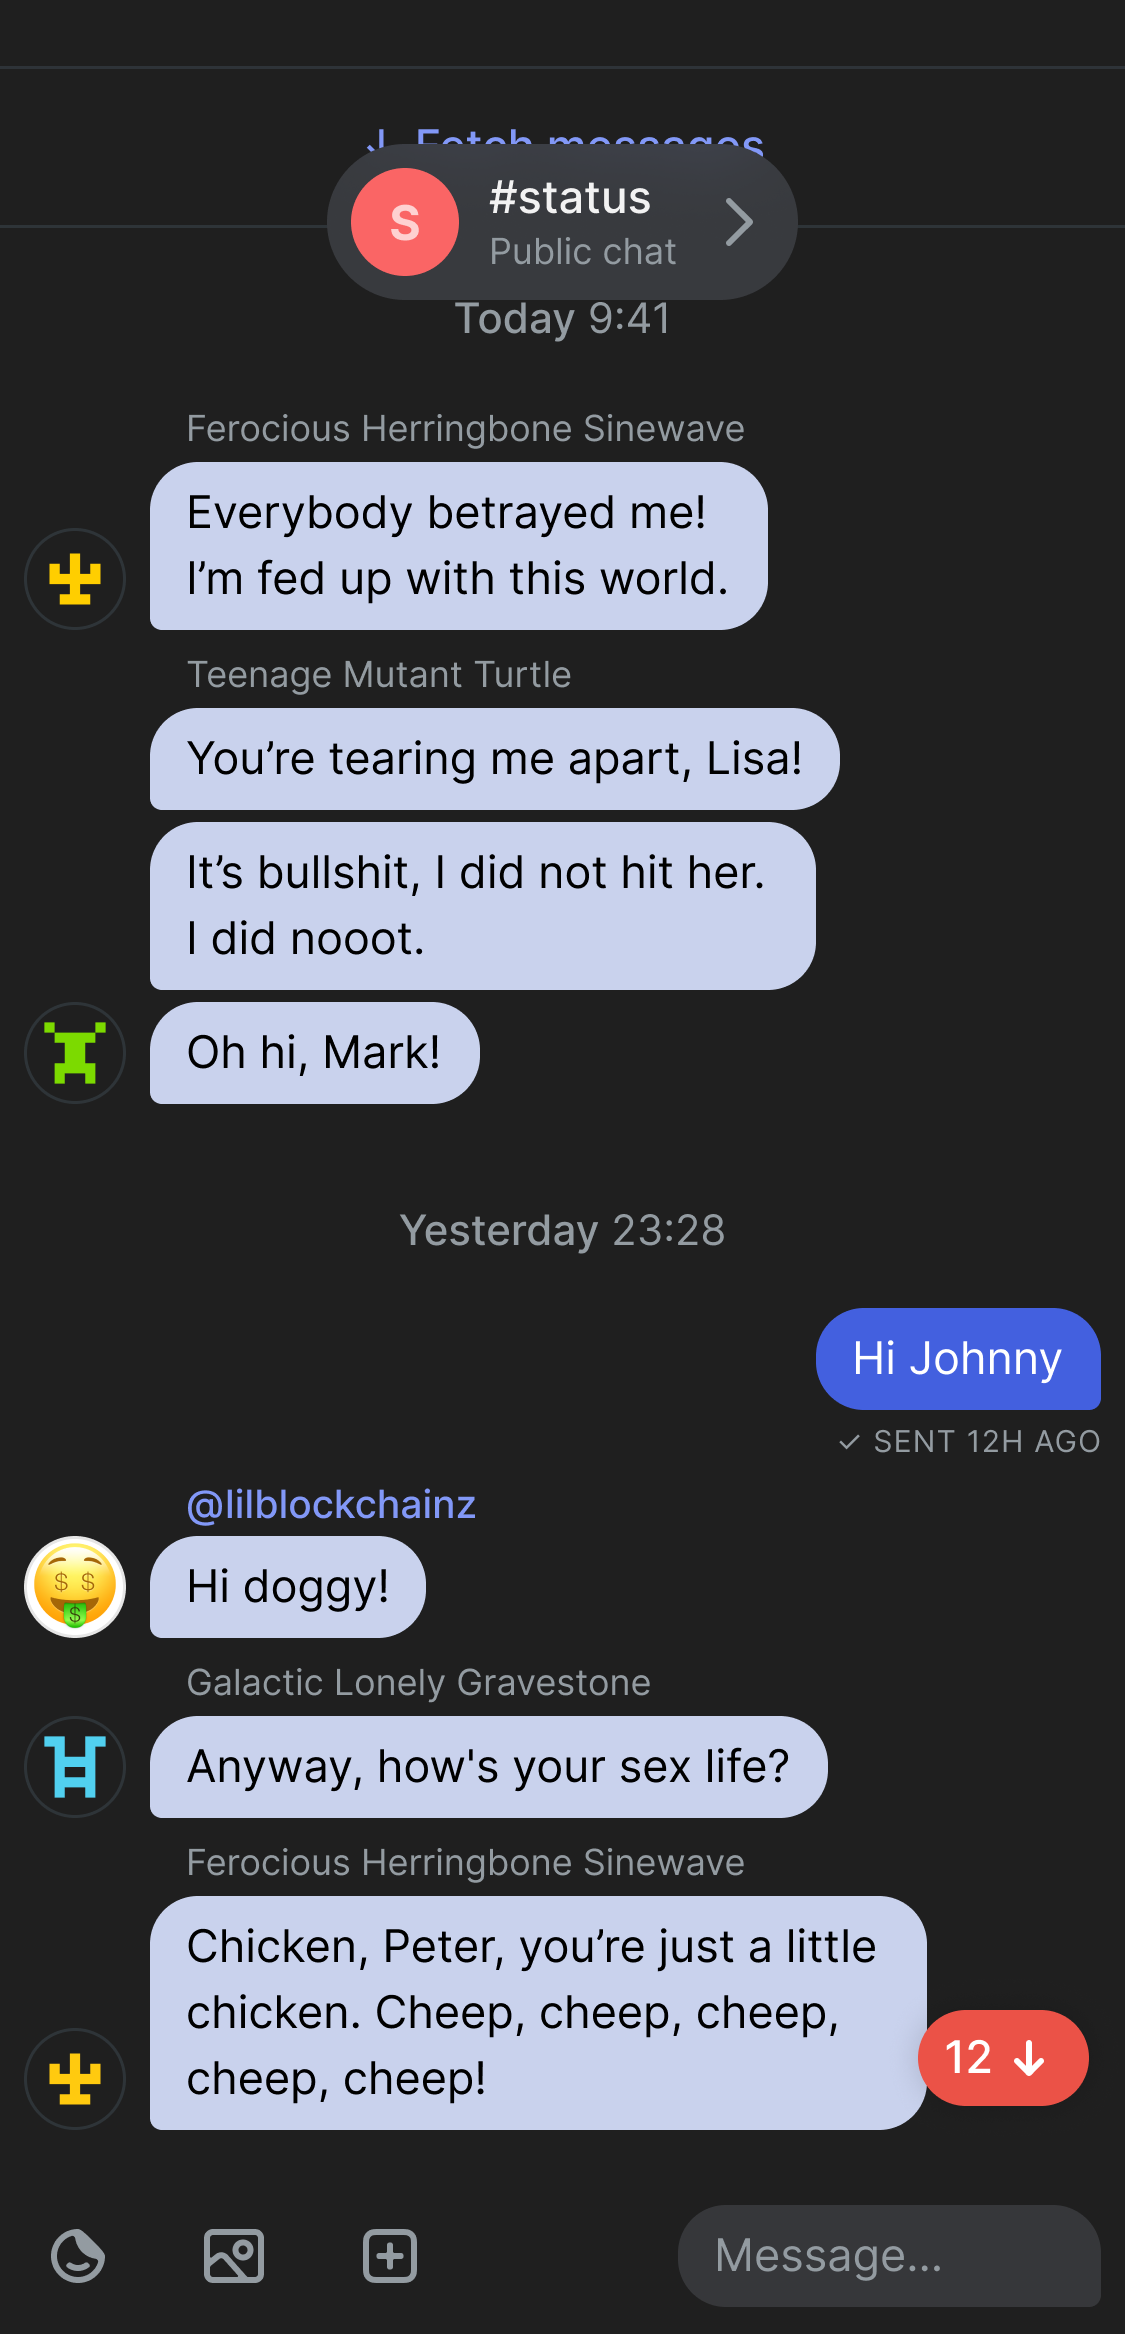 Fetch messages
S
#status
Public chat
Today 9:41
Ferocious Herringbone Sinewave
Everybody betrayed me!
I’m fed up with this world.
Teenage Mutant Turtle
You’re tearing me apart, Lisa!
It’s bullshit, I did not hit her.
I did nooot.
Oh hi, Mark!
Yesterday 23:28
Hi Johnny
✓ SENT 12H AGO
@lilblockchainz
Hi doggy!
Galactic Lonely Gravestone
Anyway, how's your sex life?
Ferocious Herringbone Sinewave
Chicken, Peter, you’re just a little
chicken. Cheep, cheep, cheep,
cheep, cheep!
12
Message...